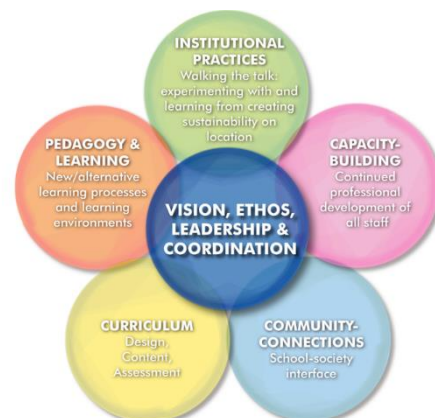 INSTITUTIONAL
PRACTICES
Walking the talk:
experimenting with and
learning from creating
sustainability on
location
PEDAGOGY &
LEARNING
New/alternative
learning processes
and learning
environments
CAPACITY-
BUILDING
Continued
professional
development of
all staff
VISION, ETHOS,
LEADERSHIP &
COORDINATION
CURRICULUM
Design,
Content,
Assessment
COMMUNITY-
CONNECTIONS
School-society
interface